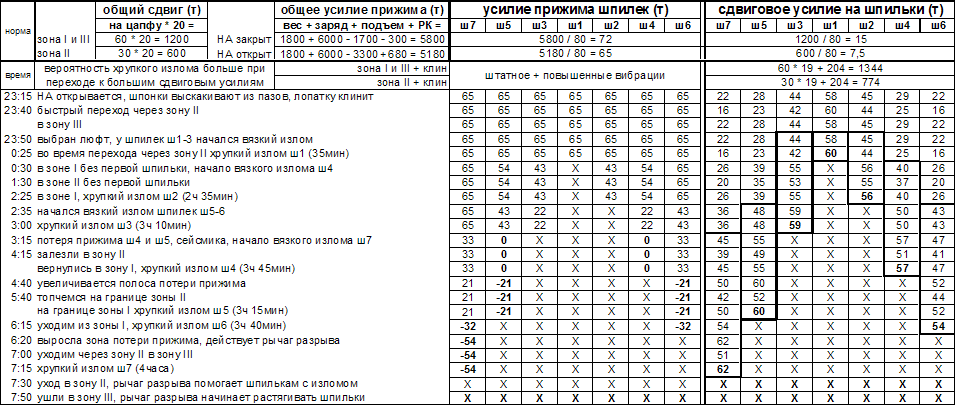 норма общий сдвиг (т) общее усилие прижима (т) усилие прижима шпилек (т) сдвиговое усилие на шпильки (т)
на цапфу * 20 = вес + заряд + подъем + РК = ш7 ш5 ш3 ш1 ш2 ш4 ш6 ш7 ш5 ш3 ш1 ш2 ш4 ш6
зона I и III 60 * 20 = 1200 НА закрыт 1800 + 6000 - 1700 - 300 = 5800 5800 / 80 = 72 1200 / 80 = 15
зона II 30 * 20 = 600 НА открыт 1800 + 6000 - 3300 + 680 = 5180 5180 / 80 = 65 600 / 80 = 7,5
время вероятность хрупкого излома больше при переходе к большим сдвиговым усилиям зона I и III + клин штатное + повышенные вибрации 60 * 19 + 204 = 1344
зона II + клин 30 * 19 + 204 = 774
23:15 НА открывается, шпонки выскакивают из пазов, лопатку клинит 65 65 65 65 65 65 65 22 28 44 58 45 29 22
23:40 быстрый переход через зону II 65 65 65 65 65 65 65 16 23 42 60 44 25 16
в зону III 65 65 65 65 65 65 65 22 28 44 58 45 29 22
23:50 выбран люфт, у шпилек ш1-3 начался вязкий излом 65 65 65 65 65 65 65 22 28 44 58 45 29 22
0:25 во время перехода через зону II хрупкий излом ш1 (35мин) 65 65 65 65 65 65 65 16 23 42 60 44 25 16
0:30 в зоне I без первой шпильки, начало вязкого излома ш4 65 54 43 X 43 54 65 26 39 55 X 56 40 26
1:30 в зоне II без первой шпильки 65 54 43 X 43 54 65 20 35 53 X 55 37 20
2:25 в зоне I, хрупкий излом ш2 (2ч 35мин) 65 54 43 X 43 54 65 26 39 55 X 56 40 26
2:35 начался вязкий излом шпилек ш5-6 65 43 22 X X 22 43 36 48 59 X X 50 43
3:00 хрупкий излом ш3 (3ч 10мин) 65 43 22 X X 22 43 36 48 59 X X 50 43
3:15 потеря прижима ш4 и ш5, сейсмика, начало вязкого излома ш7 33 0 X X X 0 33 45 55 X X X 57 47
4:15 залезли в зону II 33 0 X X X 0 33 39 49 X X X 51 41
вернулись в зону I, хрупкий излом ш4 (3ч 45мин) 33 0 X X X 0 33 45 55 X X X 57 47
4:40 увеличивается полоса потери прижима 21 -21 X X X X -21 50 60 X X X X 52
5:40 топчемся на границе зоны II 21 -21 X X X X -21 42 52 X X X X 44
на границе зоны I хрупкий излом ш5 (3ч 15мин) 21 -21 X X X X -21 50 60 X X X X 52
6:15 уходим из зоны I, хрупкий излом ш6 (3ч 40мин) -32 X X X X X -32 54 X X X X X 54
6:20 выросла зона потери прижима, действует рычаг разрыва -54 X X X X X X 62 X X X X X X
7:00 уходим через зону II в зону III -54 X X X X X X 51 X X X X X X
7:15 хрупкий излом ш7 (4часа) -54 X X X X X X 62 X X X X X X
7:30 уход в зону II, рычаг разрыва помогает шпилькам с изломом X X X X X X X X X X X X X X
7:50 ушли в зону III, рычаг разрыва начинает растягивать шпильки X X X X X X X X X X X X X X